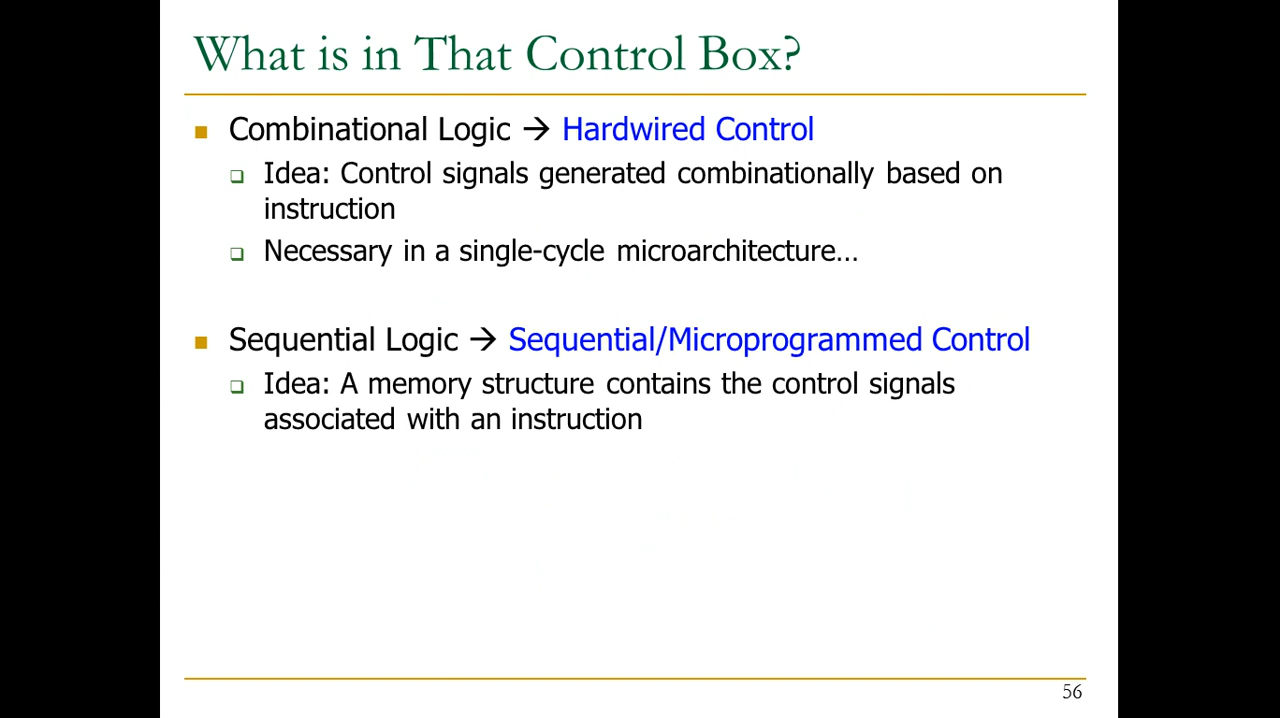 What is in That Control Box?
Combinational Logic → Hardwired Control
Idea: Control signals generated combinationally based on
instruction
Necessary in a single-cycle microarchitecture…
Sequential Logic → Sequential/Microprogrammed Control
Idea: A memory structure contains the control signals
associated with an instruction
56